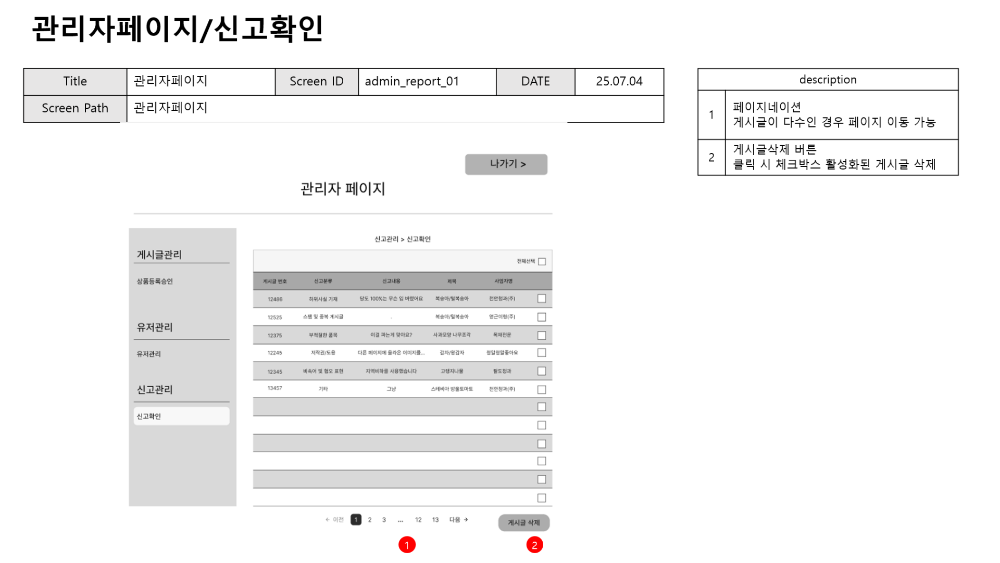 관리자페이지/신고확인
Title 관리자페이지 Screen ID admin_report_01 DATE 25.07.04
Screen Path 관리자페이지
description
1 페이지네이션
게시글이 다수인 경우 페이지 이동 가능
2 게시글삭제 버튼
클릭 시 체크박스 활성화된 게시글 삭제
나가기 >
관리자 페이지
게시글관리
상품등록승인
유저관리
유저관리
신고관리
신고확인
신고관리 > 신고확인
전체선택
게시글 번호 신고분류 신고내용 제목 사업자명
12486 허위사실 기재 당도 100%는 무슨 입 버렸어요 복숭아/털복숭아 천안청과(주)
12525 스팸 및 중복 게시글 . 복숭아/털복숭아 영근이형(주)
12375 부적절한 품목 이걸 파는게 맞아요? 사과모양 나무조각 목재전문
12245 저작권/도용 다른 페이지에 올라온 이미지를... 감자/왕감자 정말정말좋아요
12345 비속어 및 혐오 표현 지역비하를 사용했습니다 고랭지나물 팔도청과
13457 기타 그냥 스테비아 방울토마토 천안청과(주)
← 이전 1 2 3 ... 12 13 다음 →
게시글 삭제
1
2